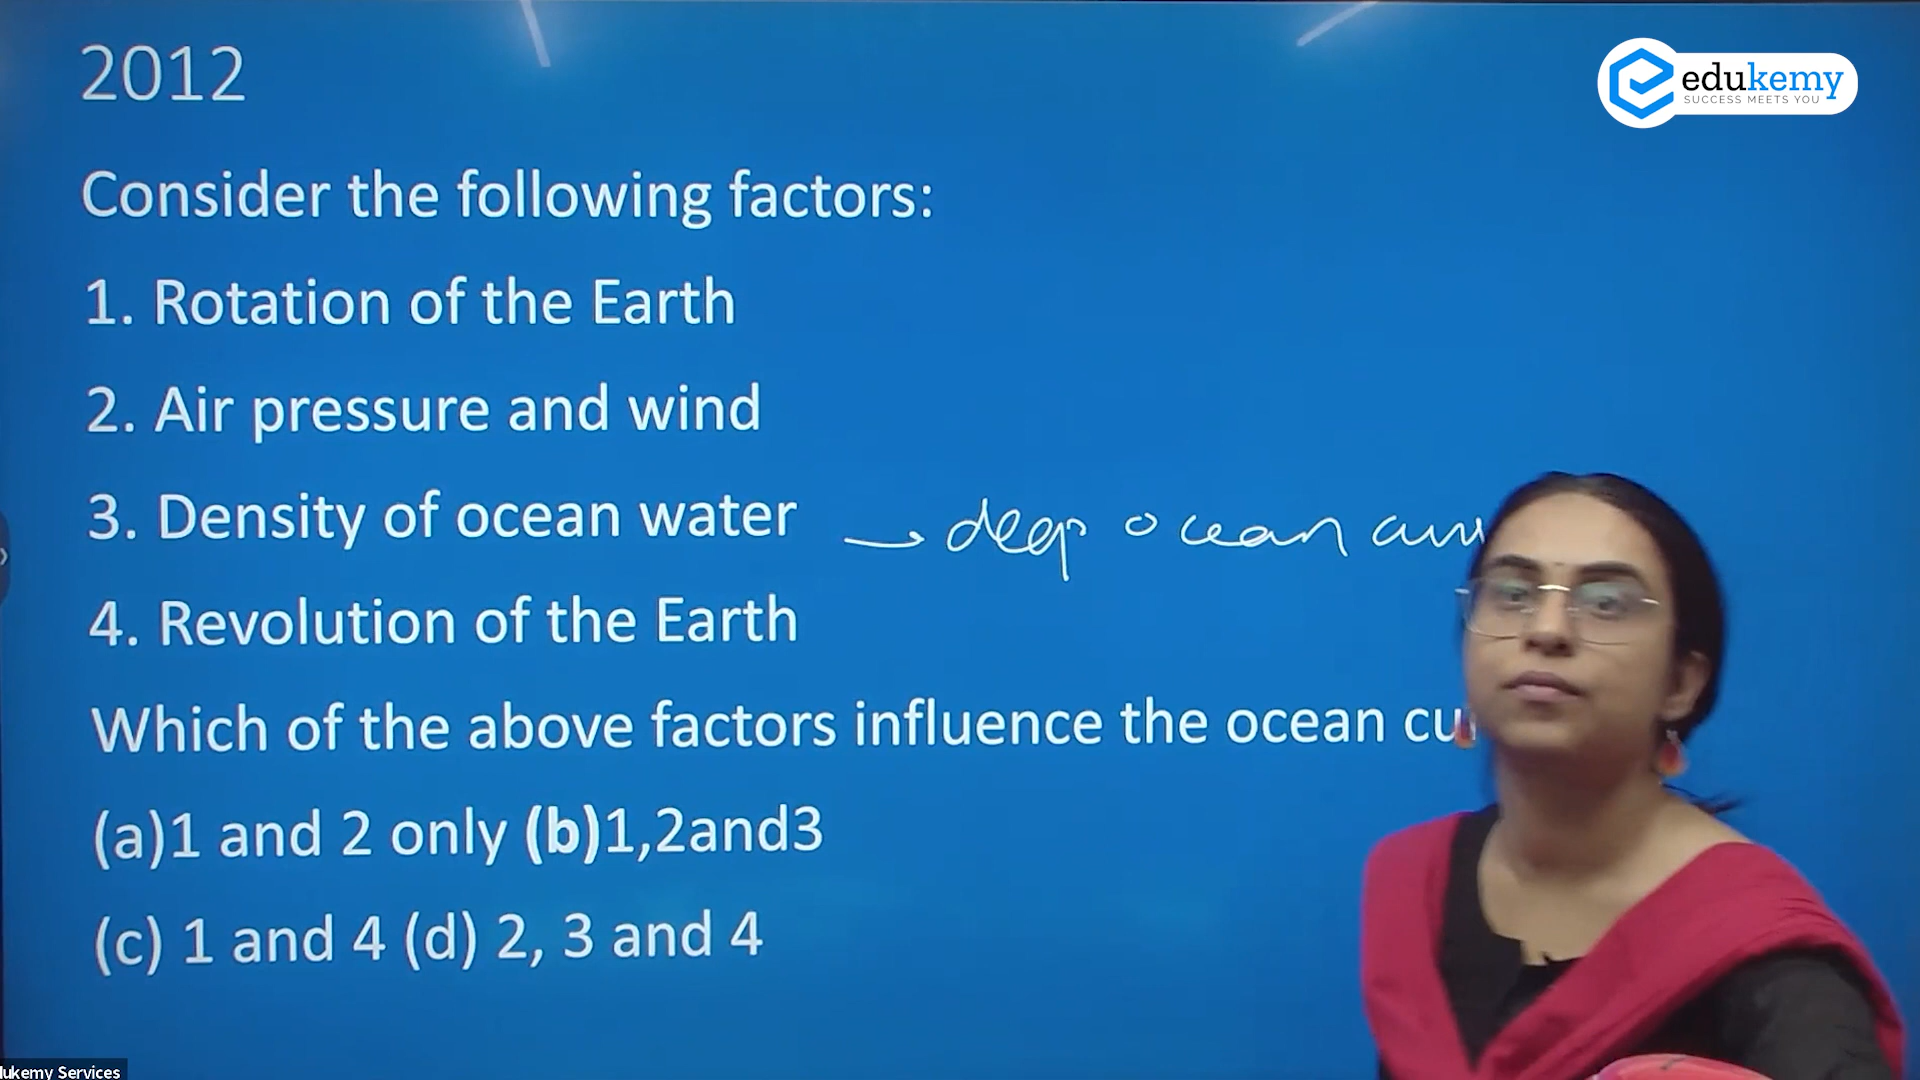 2012
edukemy
SUCCESS MEETS YOU
Consider the following factors:
1. Rotation of the Earth
2. Air pressure and wind
3. Density of ocean water → deep ocean
4. Revolution of the Earth
Which of the above factors influence the ocean
(a)1 and 2 only (b)1,2and3
(c) 1 and 4 (d) 2, 3 and 4
Services